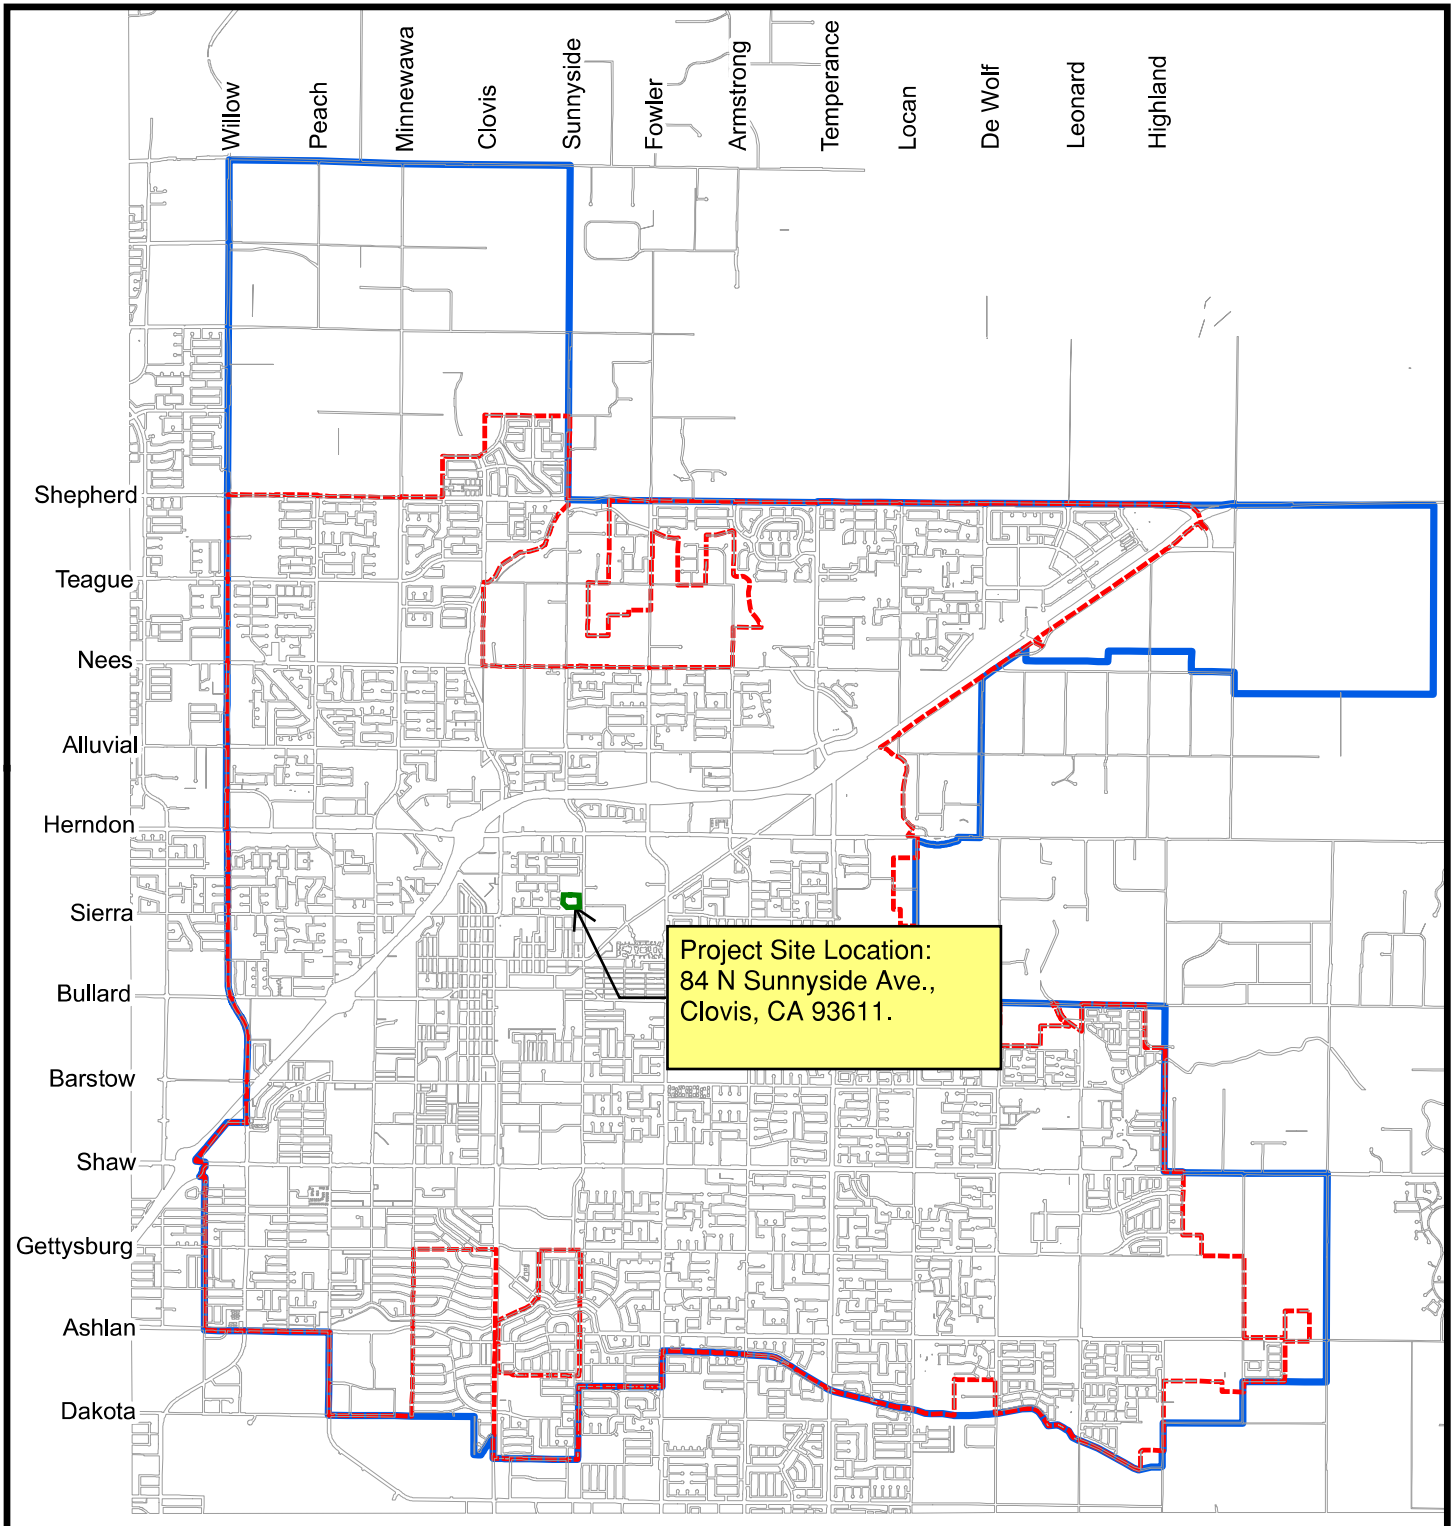 Willow
Peach
Minnewawa
Clovis
Sunnyside
Fowler
Armstrong
Temperance
Locan
De Wolf
Leonard
Highland
Shepherd
Teague
Nees
Alluvial
Herndon
Sierra
Bullard
Barstow
Shaw
Gettysburg
Ashlan
Dakota
Project Site Location:
84 N Sunnyside Ave.,
Clovis, CA 93611.